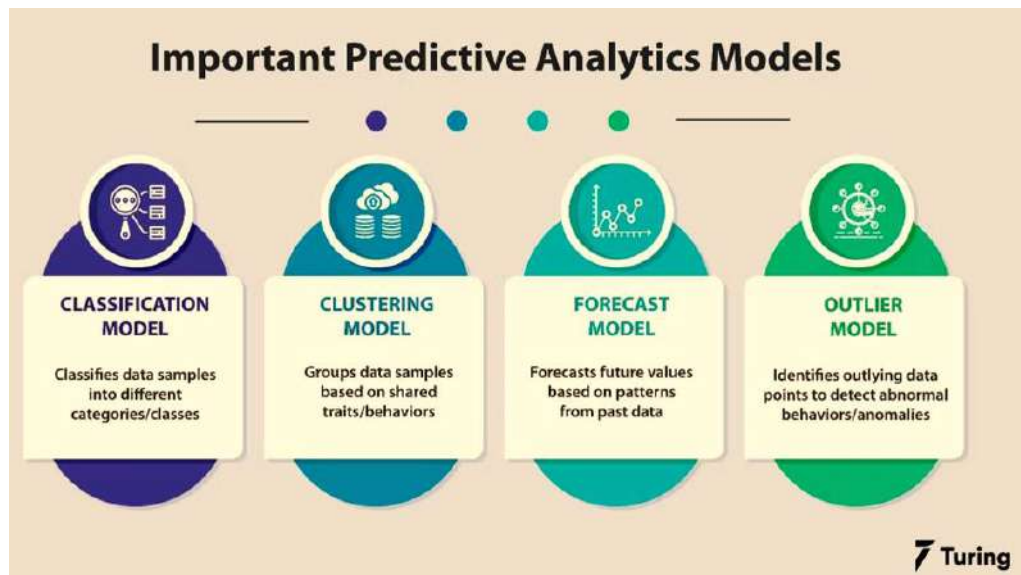 Important Predictive Analytics Models
CLASSIFICATION
MODEL
Classifies data samples
into different
categories/classes
CLUSTERING
MODEL
Groups data samples
based on shared
traits/behaviors
FORECAST
MODEL
Forecasts future values
based on patterns
from past data
OUTLIER
MODEL
Identifies outlying data
points to detect abnormal
behaviors/anomalies
Turing